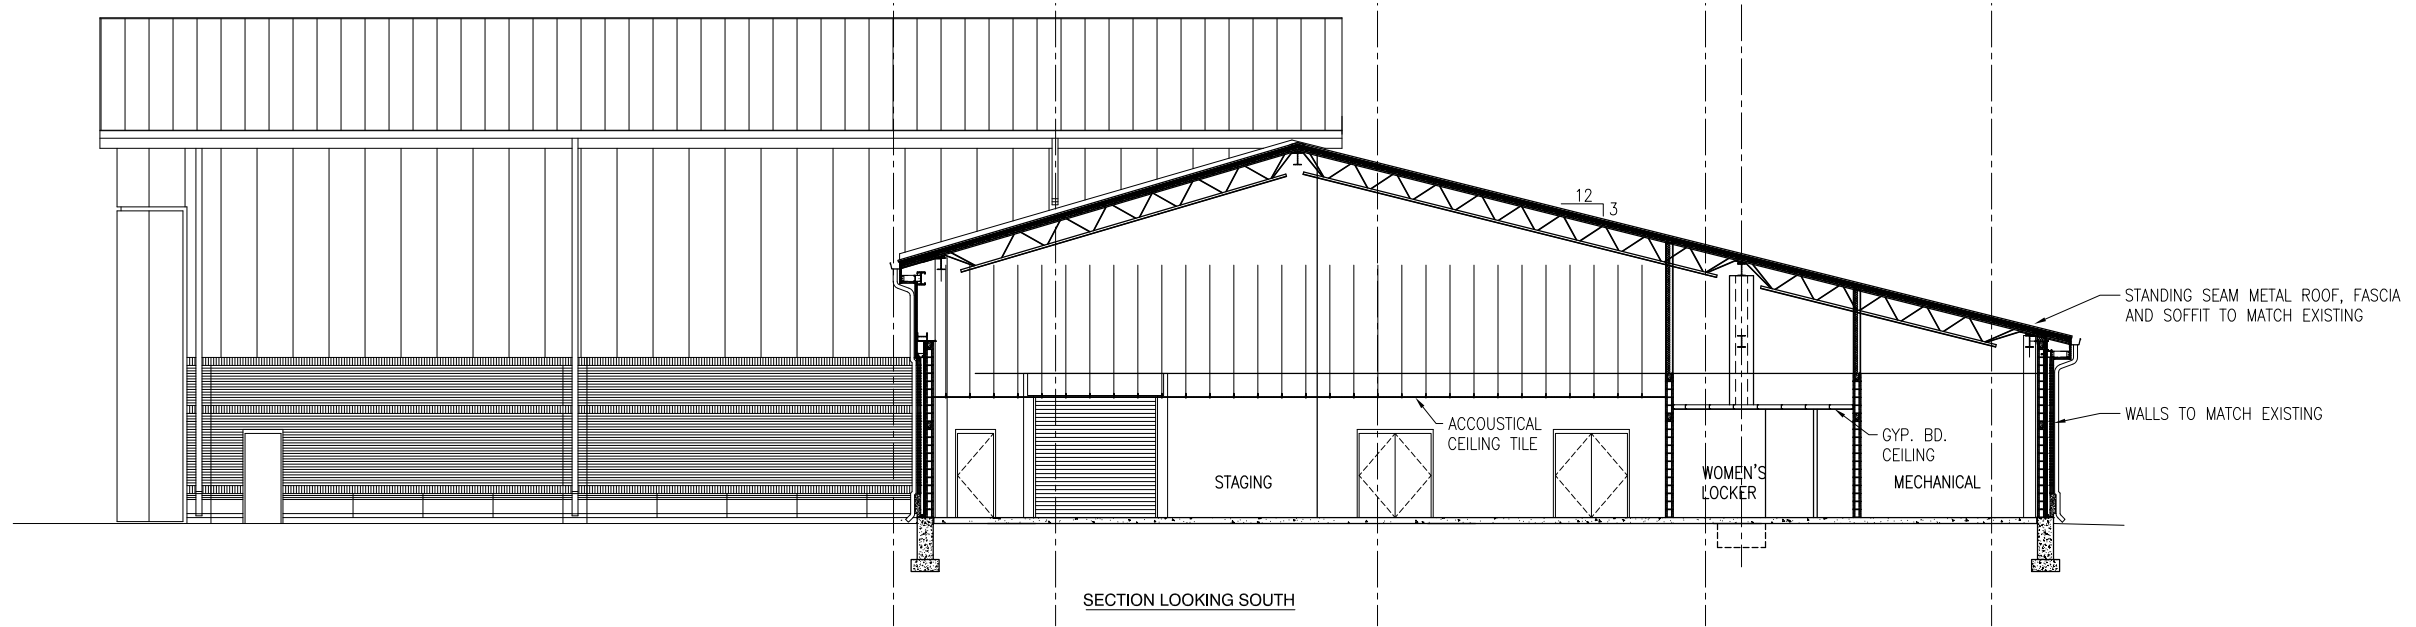 12
3
STANDING SEAM METAL ROOF, FASCIA
AND SOFFIT TO MATCH EXISTING
WALLS TO MATCH EXISTING
ACCOUSTICAL
CEILING TILE
GYP. BD.
CEILING
STAGING
WOMEN'S
LOCKER
MECHANICAL
SECTION LOOKING SOUTH